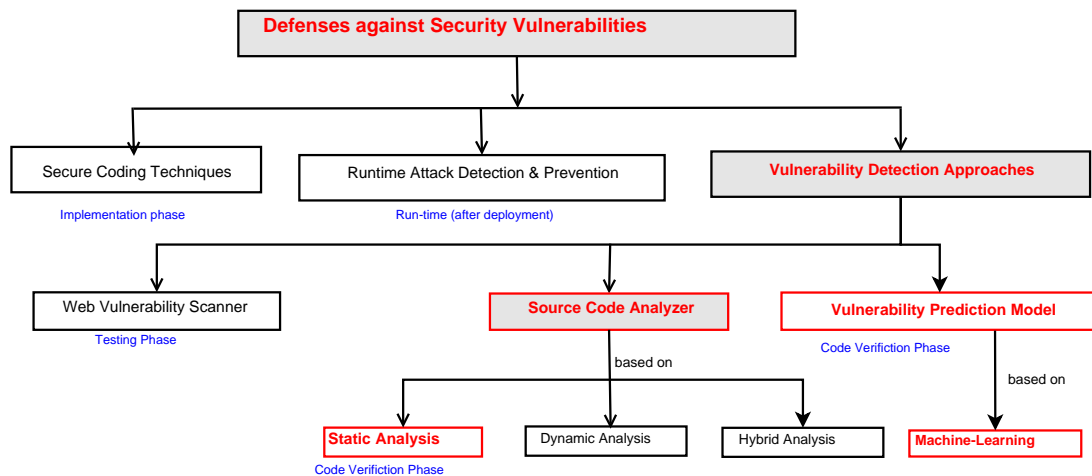 Defenses against Security Vulnerabilities
Secure Coding Techniques
Runtime Attack Detection & Prevention
Vulnerability Detection Approaches
Implementation phase
Run-time (after deployment)
Web Vulnerability Scanner
Source Code Analyzer
Vulnerability Prediction Model
Testing Phase
Code Verifiction Phase
based on
based on
Static Analysis
Dynamic Analysis
Hybrid Analysis
Machine-Learning
Code Verifiction Phase